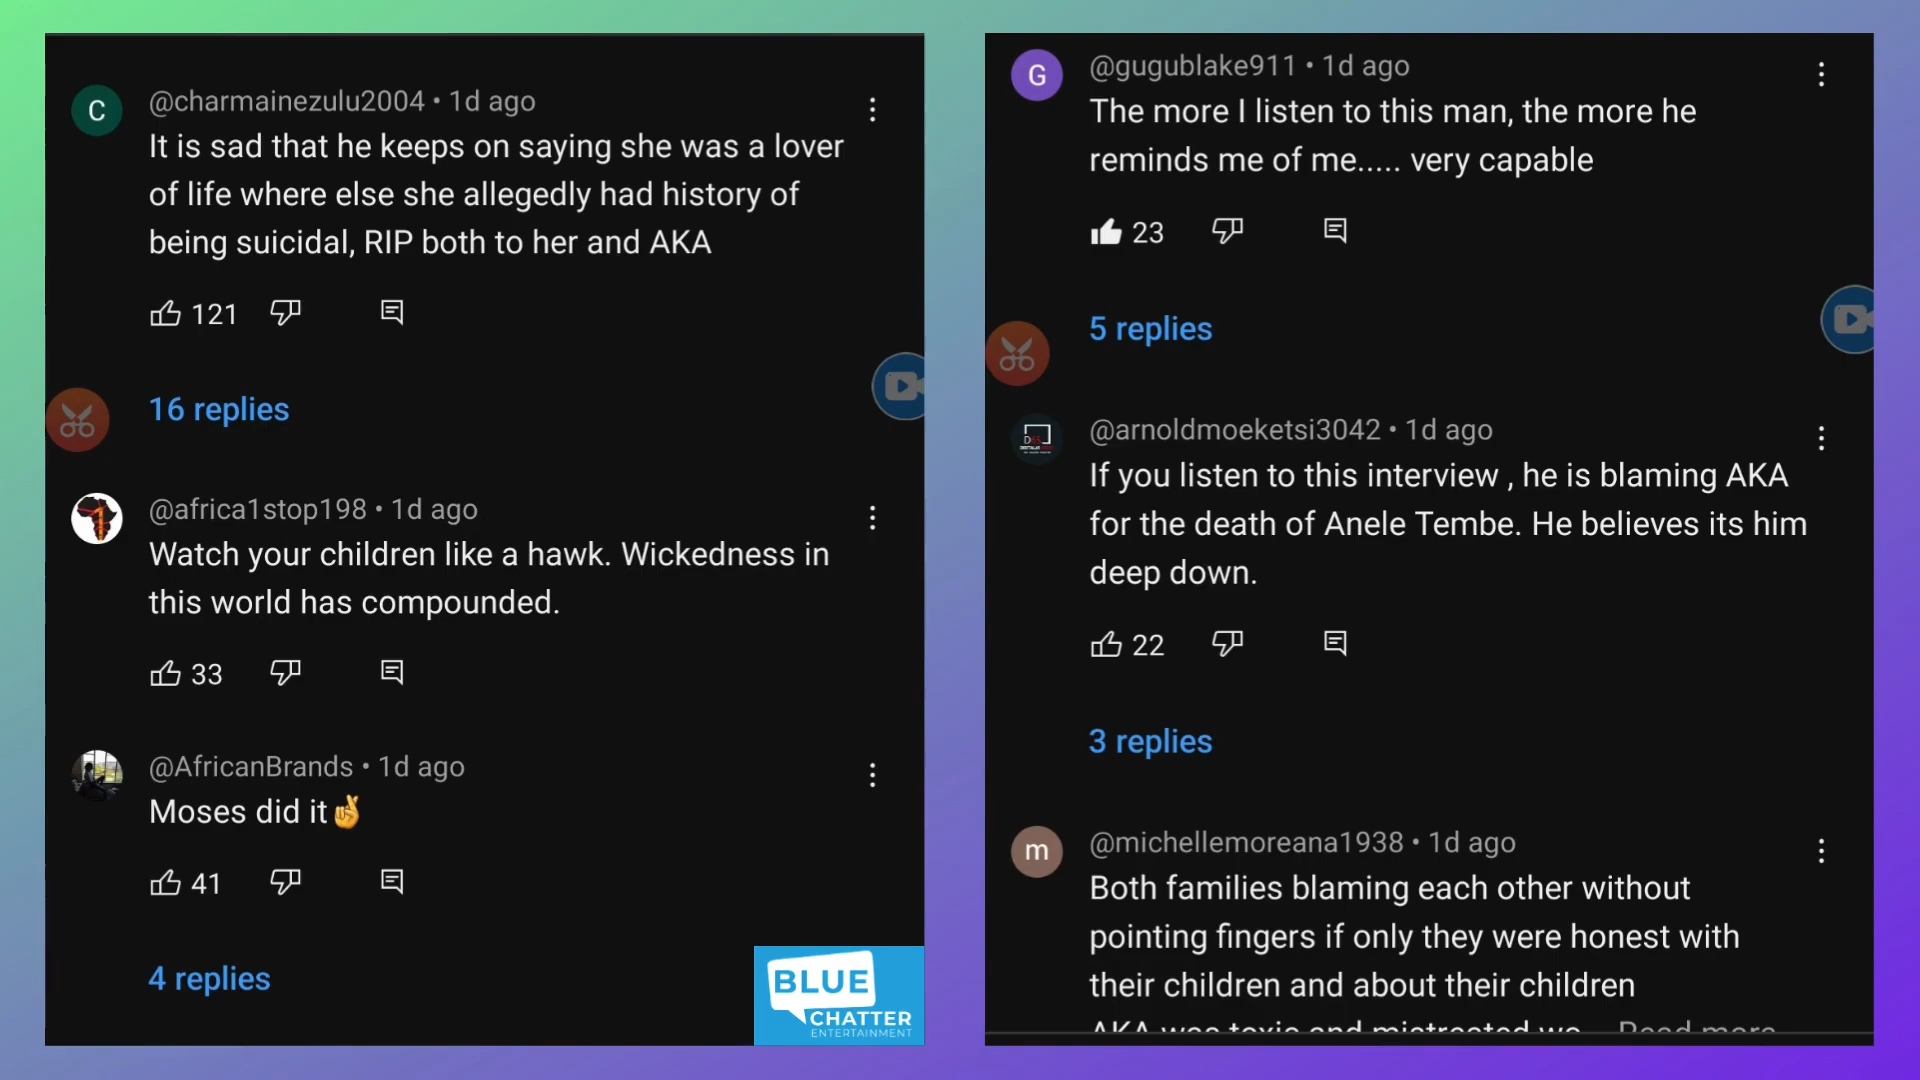 C
@charmainezulu2004 • 1d ago
It is sad that he keeps on saying she was a lover
of life where else she allegedly had history of
being suicidal, RIP both to her and AKA
121
16 replies
@africa1stop198 • 1d ago
Watch your children like a hawk. Wickedness in
this world has compounded.
33
@AfricanBrands • 1d ago
Moses did it🤞
41
4 replies
BLUE
CHATTER
ENTERTAINMENT
G
@gugublake911 • 1d ago
The more I listen to this man, the more he
reminds me of me..... very capable
23
5 replies
@arnoldmoeketsi3042 • 1d ago
If you listen to this interview , he is blaming AKA
for the death of Anele Tembe. He believes its him
deep down.
22
3 replies
m
@michellemoreana1938 • 1d ago
Both families blaming each other without
pointing fingers if only they were honest with
their children and about their children
AKA was toxic and mistreated wo... Read more